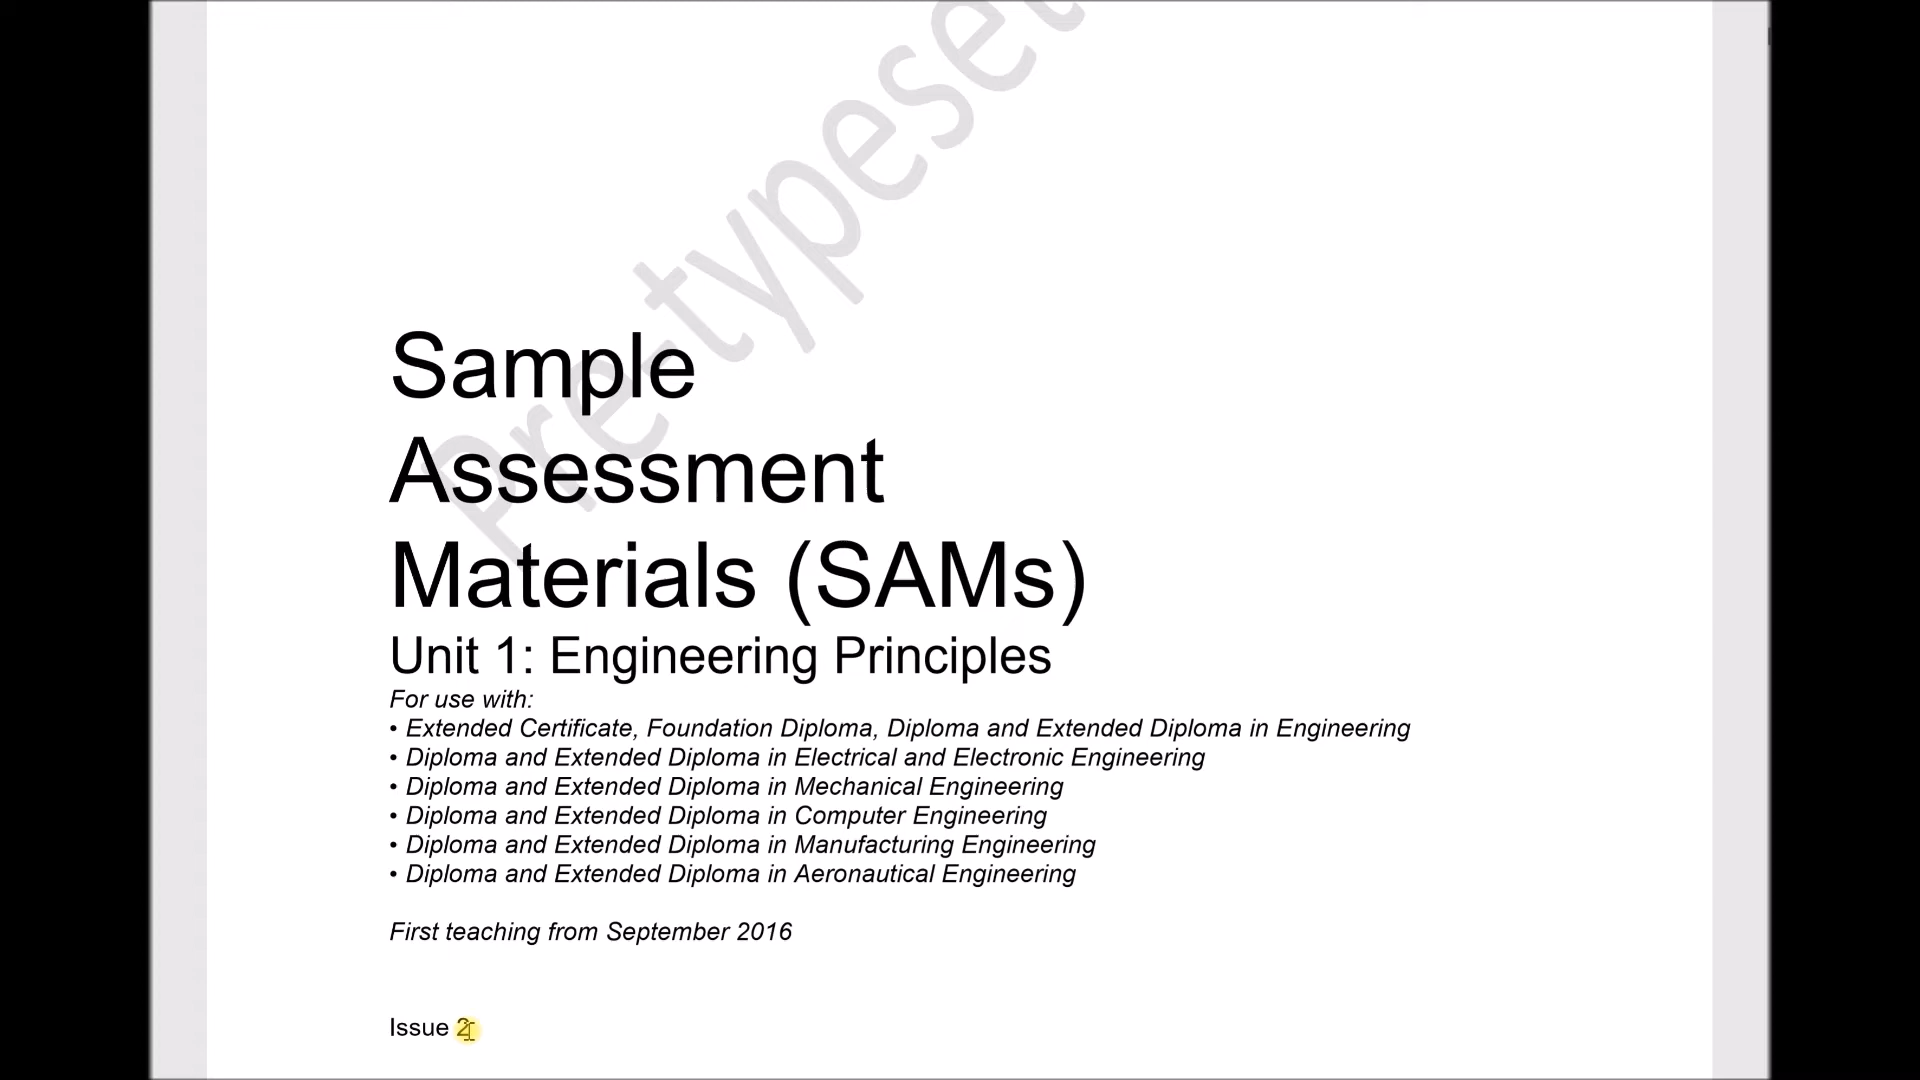 Pre-typeset
Sample
Assessment
Materials (SAMs)
Unit 1: Engineering Principles
For use with:
• Extended Certificate, Foundation Diploma, Diploma and Extended Diploma in Engineering
• Diploma and Extended Diploma in Electrical and Electronic Engineering
• Diploma and Extended Diploma in Mechanical Engineering
• Diploma and Extended Diploma in Computer Engineering
• Diploma and Extended Diploma in Manufacturing Engineering
• Diploma and Extended Diploma in Aeronautical Engineering
First teaching from September 2016
Issue 2